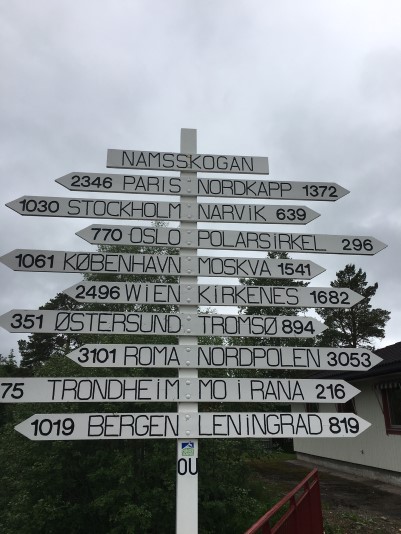 NAMSSKOGAN
2346 PARIS NORDKAPP 1372
1030 STOCKHOLM NARVIK 639
770 OSLO POLARSiRKEL 296
1061 KØBENHAVN MOSKVA 1541
2496 WiEN KiRKENES 1682
351 ØSTERSUND TROMSØ 894
3101 ROMA NORDPOLEN 3053
75 TRONDHEiM MO i RANA 216
1019 BERGEN LENiNGRAD 819
OU